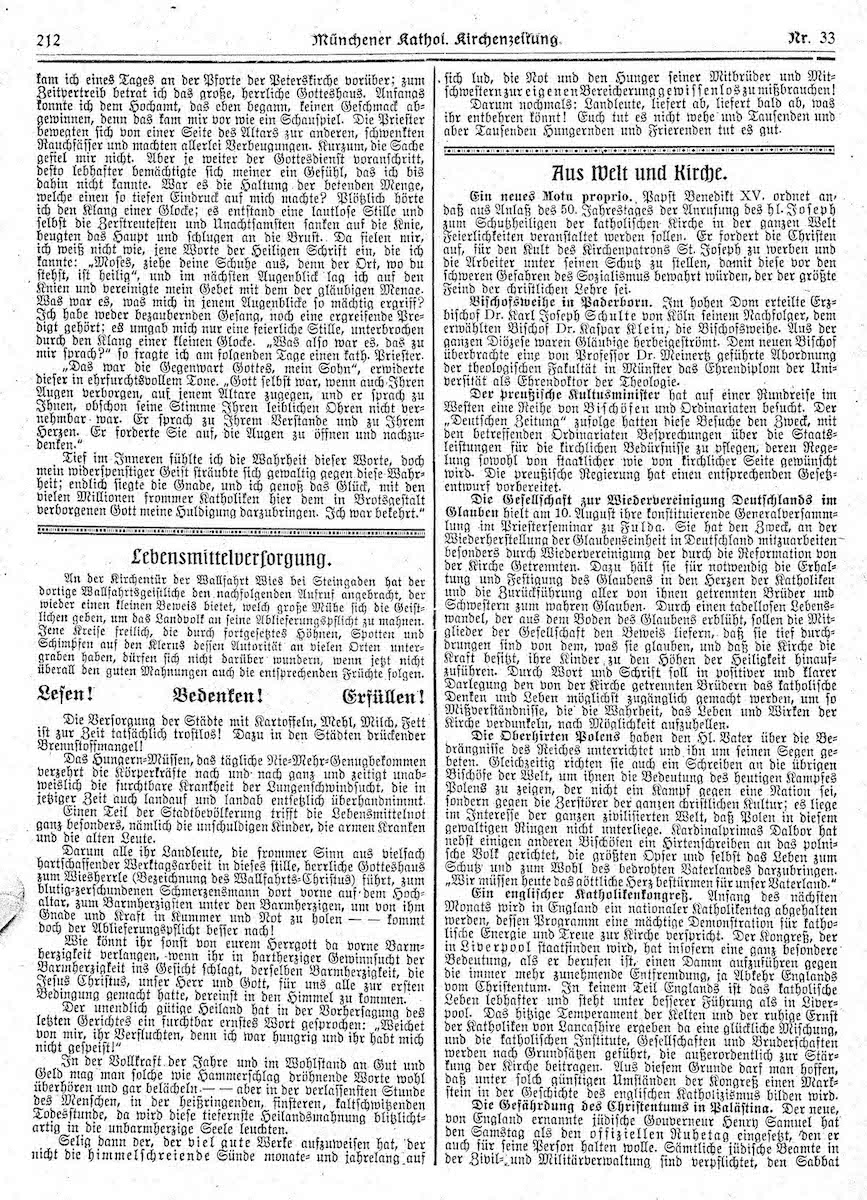 212
Münchener Kathol. Kirchenzeitung.
Nr. 33
kam ich eines Tages an der Pforte der Peterskirche vorüber; zum
Zeitvertreib betrat ich das große, herrliche Gotteshaus. Anfangs
konnte ich dem Hochamt, das eben begann, keinen Geschmack ab-
gewinnen, denn das kam mir vor wie ein Schauspiel. Die Priester
bewegten sich von einer Seite des Altars zur anderen, schwenkten
Rauchfässer und machten allerlei Verbeugungen. Kurzum, die Sache
gefiel mir nicht. Aber je weiter der Gottesdienst voranschritt,
desto lebhafter bemächtigte sich meiner ein Gefühl, das ich bis
dahin nicht kannte. War es die Haltung der betenden Menge,
welche einen so tiefen Eindruck auf mich machte? Plötzlich hörte
ich den Klang einer Glocke; es entstand eine lautlose Stille und
selbst die Zerstreutesten und Unachtsamsten sanken auf die Knie,
beugten das Haupt und schlugen an die Brust. Da fielen mir,
ich weiß nicht wie, jene Worte der Heiligen Schrift ein, die ich
kannte: „Moses, ziehe deine Schuhe aus, denn der Ort, wo du
stehst, ist heilig“, und im nächsten Augenblick lag ich auf den
Knien und vereinigte mein Gebet mit dem der gläubigen Menge.
Was war es, was mich in jenem Augenblicke so mächtig ergriff?
Ich habe weder bezaubernden Gesang, noch eine ergreifende Pre-
digt gehört; es umgab mich nur eine feierliche Stille, unterbrochen
durch den Klang einer kleinen Glocke. „Was also war es, das zu
mir sprach?“ so fragte ich am folgenden Tage einen kath. Priester.
„Das war die Gegenwart Gottes, mein Sohn“, erwiderte
dieser in ehrfurchtsvollem Tone. „Gott selbst war, wenn auch Ihren
Augen verborgen, auf jenem Altare zugegen, und er sprach zu
Ihnen, obschon seine Stimme Ihren leiblichen Ohren nicht ver-
nehmbar war. Er sprach zu Ihrem Verstande und zu Ihrem
Herzen. Er forderte Sie auf, die Augen zu öffnen und nachzu-
denken.“
Tief im Inneren fühlte ich die Wahrheit dieser Worte, doch
mein widerspenstiger Geist sträubte sich gewaltig gegen diese Wahr-
heit; endlich siegte die Gnade, und ich genoß das Glück, mit den
vielen Millionen frommer Katholiken hier dem in Brotsgestalt
verborgenen Gott meine Huldigung darzubringen. Ich war bekehrt.“
Lebensmittelversorgung.
An der Kirchentür der Wallfahrt Wies bei Steingaden hat der
dortige Wallfahrtsgeistliche den nachfolgenden Aufruf angebracht, der
wieder einen kleinen Beweis bietet, welch große Mühe sich die Geist-
lichen geben, um das Landvolk an seine Ablieferungspflicht zu mahnen.
Jene Kreise freilich, die durch fortgesetztes Höhnen, Spotten und
Schimpfen auf den Klerus dessen Autorität an vielen Orten unter-
graben haben, dürfen sich nicht darüber wundern, wenn jetzt nicht
überall den guten Mahnungen auch die entsprechenden Früchte folgen.
Lesen! Bedenken! Erfüllen!
Die Versorgung der Städte mit Kartoffeln, Mehl, Milch, Fett
ist zur Zeit tatsächlich trostlos! Dazu in den Städten drückender
Brennstoffmangel!
Das Hungern-Müssen, das tägliche Nie-Mehr-Genugbekommen
verzehrt die Körperkräfte nach und nach ganz und zeitigt unab-
weislich die furchtbare Krankheit der Lungenschwindsucht, die in
jetziger Zeit auch landauf und landab entsetzlich überhandnimmt.
Einen Teil der Stadtbevölkerung trifft die Lebensmittelnot
ganz besonders, nämlich die unschuldigen Kinder, die armen Kranken
und die alten Leute.
Darum alle ihr Landleute, die frommer Sinn aus vielfach
hartschaffender Werktagsarbeit in dieses stille, herrliche Gotteshaus
zum Wiesherrle (Bezeichnung des Wallfahrts-Christus) führt, zum
blutig-zerschundenen Schmerzensmann dort vorne auf dem Hoch-
altar, zum Barmherzigsten unter den Barmherzigen, um von ihm
Gnade und Kraft in Kummer und Not zu holen — — kommt
doch der Ablieferungspflicht besser nach!
Wie könnt ihr sonst von eurem Herrgott da vorne Barm-
herzigkeit verlangen, wenn ihr in hartherziger Gewinnsucht der
Barmherzigkeit ins Gesicht schlagt, derselben Barmherzigkeit, die
Jesus Christus, unser Herr und Gott, für uns alle zur ersten
Bedingung gemacht hatte, dereinst in den Himmel zu kommen.
Der unendlich gütige Heiland hat in der Vorhersagung des
letzten Gerichtes ein furchtbar ernstes Wort gesprochen: „Weichet
von mir, ihr Verfluchten, denn ich war hungrig und ihr habt mich
nicht gespeist!“
In der Vollkraft der Jahre und im Wohlstand an Gut und
Geld mag man solche wie Hammerschlag dröhnende Worte wohl
überhören und gar belächeln — — aber in der verlassensten Stunde
des Menschen, in der heißringenden, finsteren, kaltschwitzenden
Todesstunde, da wird diese tiefernste Heilandsmahnung blitzlicht-
artig in die unbarmherzige Seele leuchten.
Selig dann der, der viel gute Werke aufzuweisen hat, der
nicht die himmelschreiende Sünde monate- und jahrelang auf
sich lud, die Not und den Hunger seiner Mitbrüder und Mit-
schwestern zur eigenen Bereicherung gewissenlos zu mißbrauchen!
Darum nochmals: Landleute, liefert ab, liefert bald ab, was
ihr entbehren könnt! Euch tut es nicht wehe und Tausenden und
aber Tausenden Hungernden und Frierenden tut es gut.
Aus Welt und Kirche.
Ein neues Motu proprio. Papst Benedikt XV. ordnet an,
daß aus Anlaß des 50. Jahrestages der Anrufung des hl. Joseph
zum Schutzheiligen der katholischen Kirche in der ganzen Welt
Feierlichkeiten veranstaltet werden sollen. Er fordert die Christen
auf, für den Kult des Kirchenpatrons St. Joseph zu werben und
die Arbeiter unter seinen Schutz zu stellen, damit diese vor den
schweren Gefahren des Sozialismus bewahrt würden, der der größte
Feind der christlichen Lehre sei.
Bischofsweihe in Paderborn. Im hohen Dom erteilte Erz-
bischof Dr. Karl Joseph Schulte von Köln seinem Nachfolger, dem
erwählten Bischof Dr. Kaspar Klein, die Bischofsweihe. Aus der
ganzen Diözese waren Gläubige herbeigeströmt. Dem neuen Bischof
überbrachte eine von Professor Dr. Meinertz geführte Abordnung
der theologischen Fakultät in Münster das Ehrendiplom der Uni-
versität als Ehrendoktor der Theologie.
Der preußische Kultusminister hat auf einer Rundreise im
Westen eine Reihe von Bischöfen und Ordinariaten besucht. Der
„Deutschen Zeitung“ zufolge hatten diese Besuche den Zweck, mit
den betreffenden Ordinariaten Besprechungen über die Staats-
leistungen für die kirchlichen Bedürfnisse zu pflegen, deren Rege-
lung sowohl von staatlicher wie von kirchlicher Seite gewünscht
wird. Die preußische Regierung hat einen entsprechenden Gesetz-
entwurf vorbereitet.
Die Gesellschaft zur Wiedervereinigung Deutschlands im
Glauben hielt am 10. August ihre konstituierende Generalversamm-
lung im Priesterseminar zu Fulda. Sie hat den Zweck, an der
Wiederherstellung der Glaubenseinheit in Deutschland mitzuarbeiten
besonders durch Wiedervereinigung der durch die Reformation von
der Kirche Getrennten. Dazu hält sie für notwendig die Erhal-
tung und Festigung des Glaubens in den Herzen der Katholiken
und die Zurückführung aller von ihnen getrennten Brüder und
Schwestern zum wahren Glauben. Durch einen tadellosen Lebens-
wandel, der aus dem Boden des Glaubens erblüht, sollen die Mit-
glieder der Gesellschaft den Beweis liefern, daß sie tief durch-
drungen sind von dem, was sie glauben, und daß die Kirche die
Kraft besitzt, ihre Kinder zu den Höhen der Heiligkeit hinauf-
zuführen. Durch Wort und Schrift soll in positiver und klarer
Darlegung den von der Kirche getrennten Brüdern das katholische
Denken und Leben möglichst zugänglich gemacht werden, um so
Mißverständnisse, die die Wahrheit, das Leben und Wirken der
Kirche verdunkeln, nach Möglichkeit aufzuhellen.
Die Oberhirten Polens haben den Hl. Vater über die Be-
drängnisse des Reiches unterrichtet und ihn um seinen Segen ge-
beten. Gleichzeitig richten sie auch ein Schreiben an die übrigen
Bischöfe der Welt, um ihnen die Bedeutung des heutigen Kampfes
Polens zu zeigen, der nicht ein Kampf gegen eine Nation sei,
sondern gegen die Zerstörer der ganzen christlichen Kultur; es liege
im Interesse der ganzen zivilisierten Welt, daß Polen in diesem
gewaltigen Ringen nicht unterliege. Kardinalprimas Dalbor hat
nebst einigen anderen Bischöfen ein Hirtenschreiben an das polni-
sche Volk gerichtet, die größten Opfer und selbst das Leben zum
Schutz und zum Wohl des bedrohten Vaterlandes darzubringen.
„Wir müssen heute das göttliche Herz bestürmen für unser Vaterland.“
Ein englischer Katholikenkongreß. Anfang des nächsten
Monats wird in England ein nationaler Katholikentag abgehalten
werden, dessen Programm eine mächtige Demonstration für katho-
lische Energie und Treue zur Kirche verspricht. Der Kongreß, der
in Liverpool stattfinden wird, hat insofern eine ganz besondere
Bedeutung, als er berufen ist, einen Damm aufzuführen gegen
die immer mehr zunehmende Entfremdung, ja Abkehr Englands
vom Christentum. In keinem Teil Englands ist das katholische
Leben lebhafter und steht unter besserer Führung als in Liver-
pool. Das hitzige Temperament der Kelten und der ruhige Ernst
der Katholiken von Lancashire ergeben da eine glückliche Mischung,
und die katholischen Institute, Gesellschaften und Bruderschaften
werden nach Grundsätzen geführt, die außerordentlich zur Stär-
kung der Kirche beitragen. Aus diesem Grunde darf man hoffen,
daß unter solch günstigen Umständen der Kongreß einen Mark-
stein in der Geschichte des englischen Katholizismus bilden wird.
Die Gefährdung des Christentums in Palästina. Der neue,
von England ernannte jüdische Gouverneur Henry Samuel hat
den Samstag als den offiziellen Ruhetag eingesetzt, den er
auch für seine Person halten wolle. Sämtliche jüdische Beamte in
der Zivil- und Militärverwaltung sind verpflichtet, den Sabbat